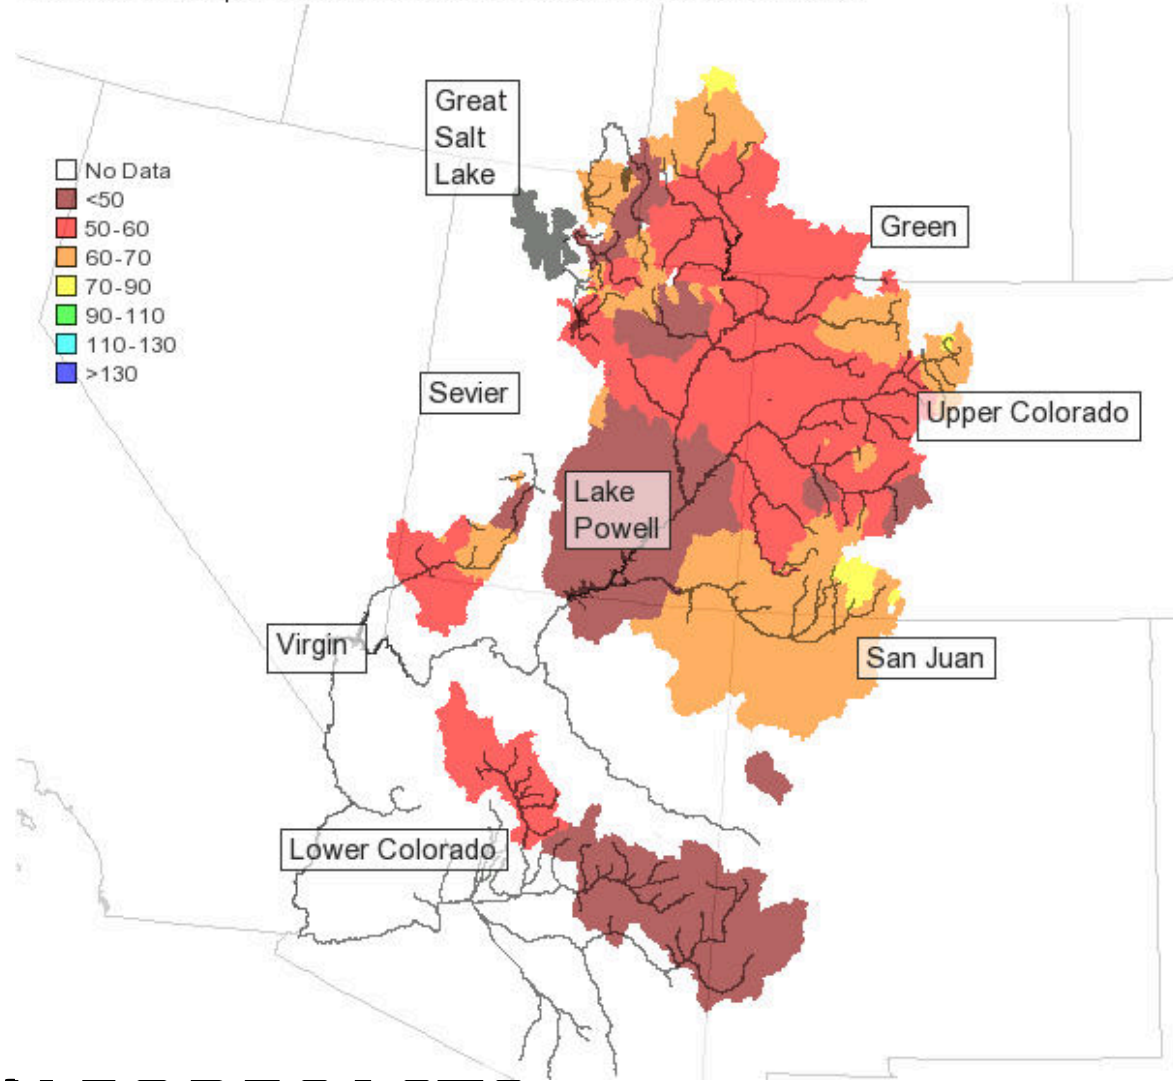 Great
Salt
Lake
No Data
<50
50-60
60-70
70-90
90-110
110-130
>130
Green
Sevier
Upper Colorado
Lake
Powell
Virgin
San Juan
Lower Colorado